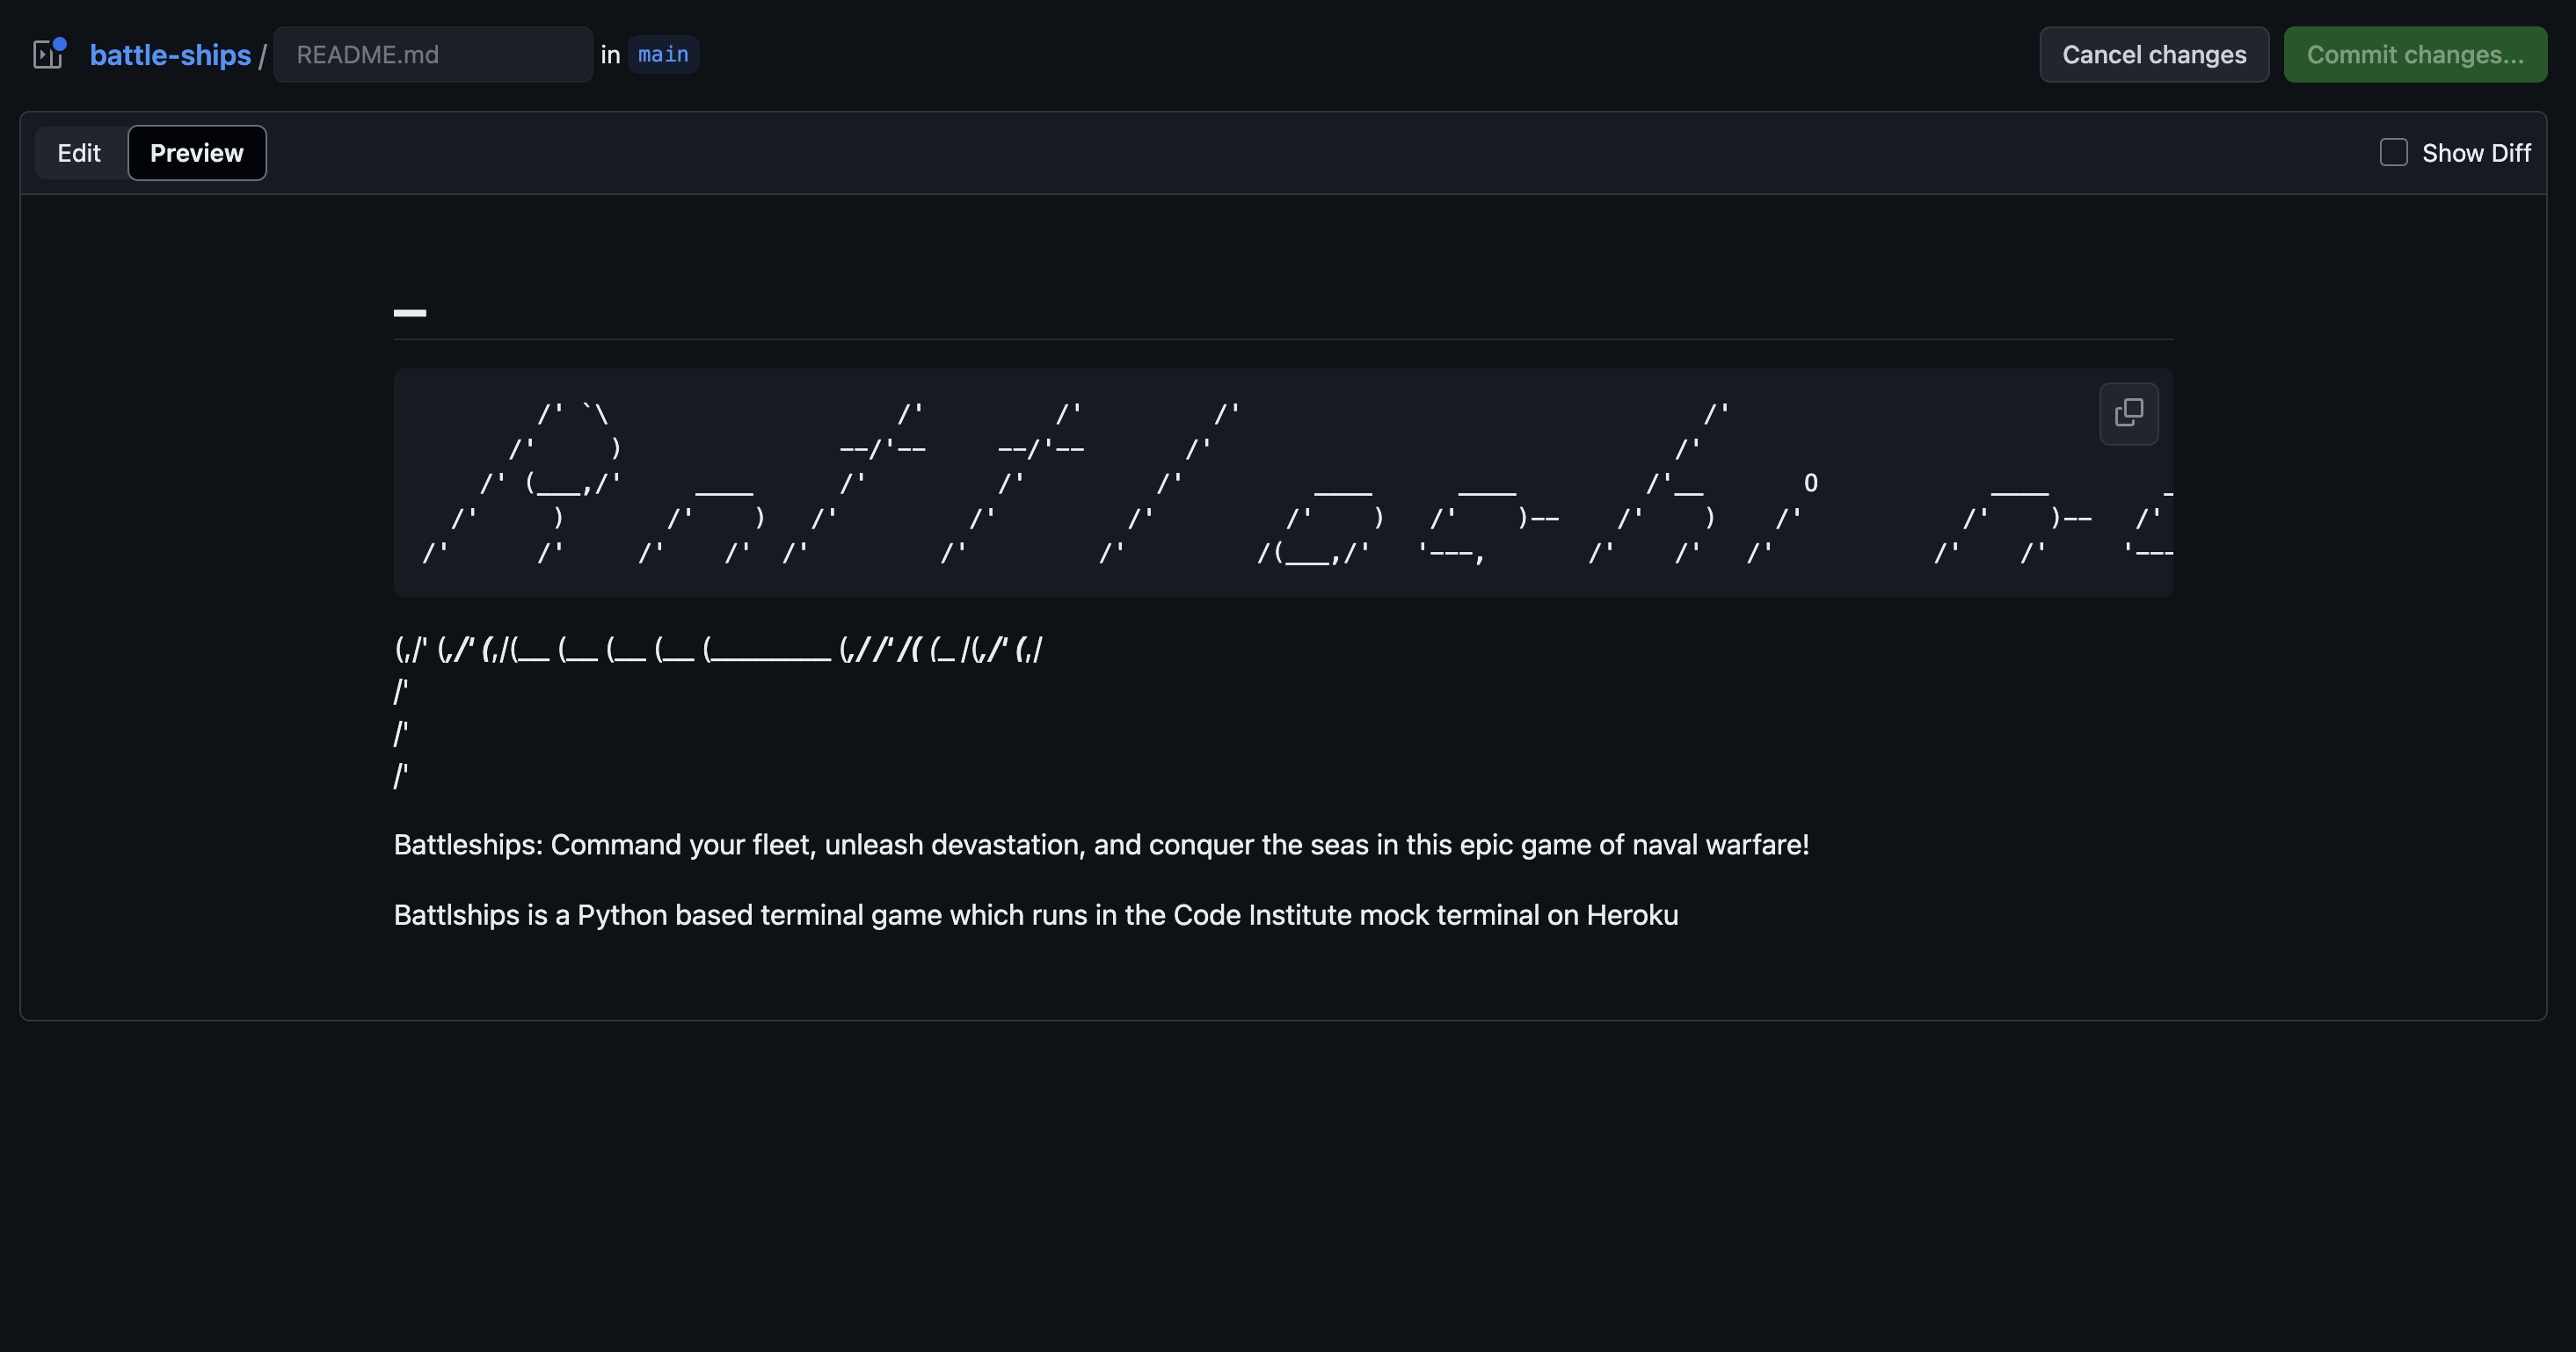 battle-ships / README.md in main Cancel changes Commit changes...
Edit Preview Show Diff
__
        /' `\                    /'         /'         /'                                /'
      /'     )               --/'--     --/'--       /'                                /'
    /' (___,/'     ____      /'         /'         /'         ____      ____         /'__       O            ____        _
  /'     )       /'    )   /'         /'         /'         /'    )   /'    )--    /'    )    /'           /'    )--   /'
/'      /'     /'    /'  /'         /'         /'         /(___,/'   '---,       /'    /'   /'           /'    /'     '---
(,/' (,/' (,/(__ (__ (__ (__ (________ (,/ /' /( (_ /(,/' (,/
/'
/'
/'
Battleships: Command your fleet, unleash devastation, and conquer the seas in this epic game of naval warfare!
Battlships is a Python based terminal game which runs in the Code Institute mock terminal on Heroku